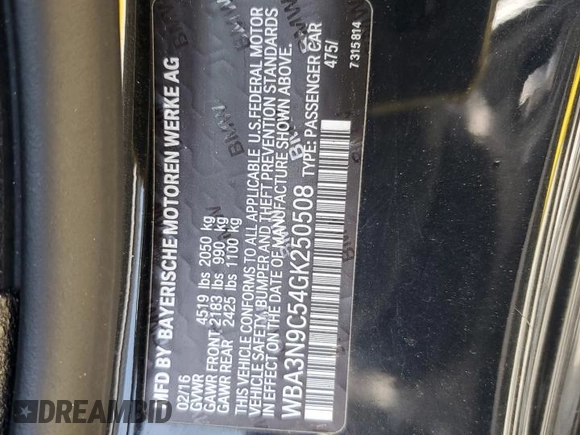 MFD BY BAYERISCHE MOTOREN WERKE AG
02/16
GVWR 4519 lbs 2050 kg
GAWR FRONT 2183 lbs 990 kg
GAWR REAR 2425 lbs 1100 kg
THIS VEHICLE CONFORMS TO ALL APPLICABLE U.S. FEDERAL MOTOR
VEHICLE SAFETY, BUMPER AND THEFT PREVENTION STANDARDS
IN EFFECT ON THE DATE OF MANUFACTURE SHOWN ABOVE.
WBA3N9C54GK250508 TYPE: PASSENGER CAR
475/
7 315 814
BMW
DREAMBID